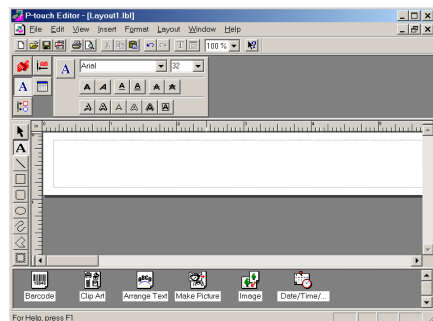 P-touch Editor - [Layout1.lbl]
File Edit View Insert Format Layout Window Help
100 %
Arial 32
A
A A A A A A
A A A A A A
A
Barcode Clip Art Arrange Text Make Picture Image Date/Time/...
For Help, press F1